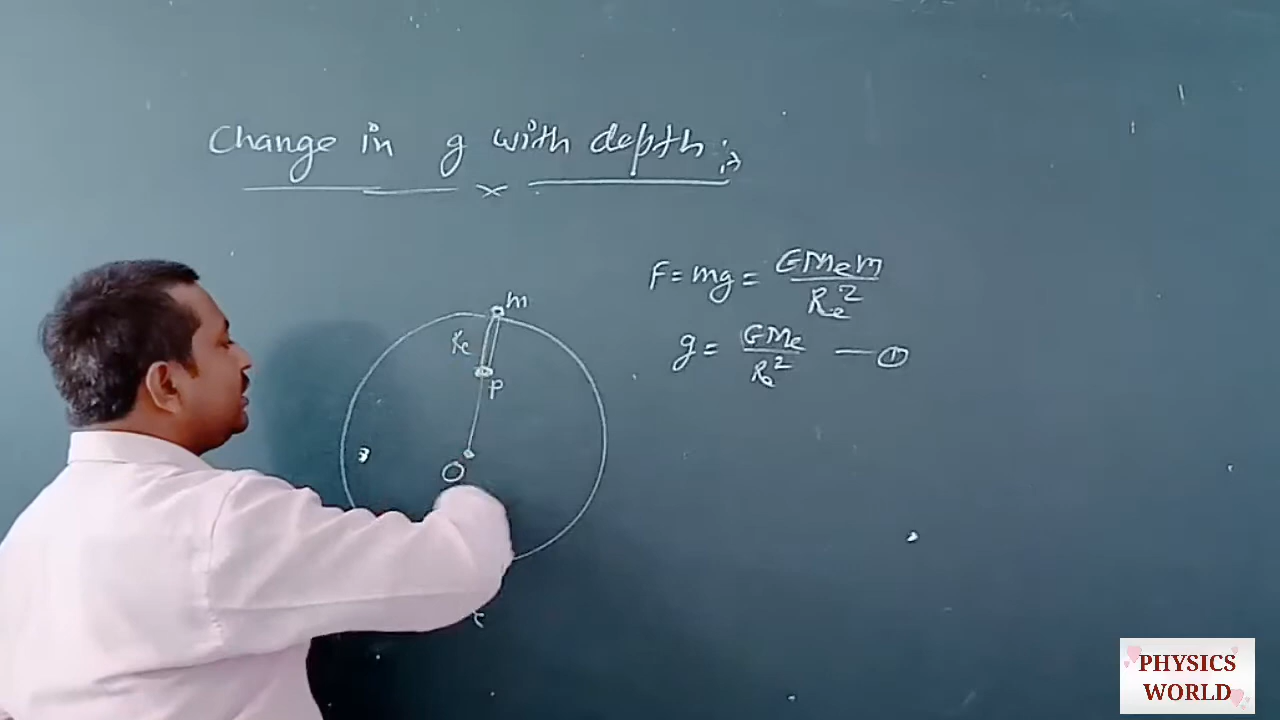 Change in g with depth :→
F = mg = GMem / Re²
g = GMe / Re² — ①
m
Re
P
O
PHYSICS
WORLD